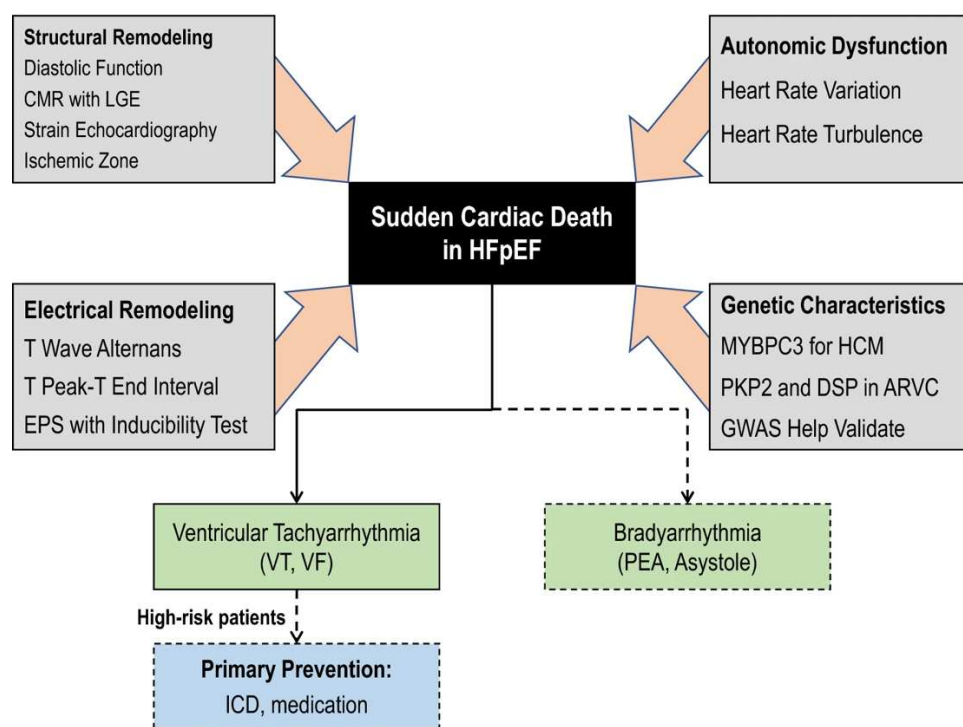 Structural Remodeling
Diastolic Function
CMR with LGE
Strain Echocardiography
Ischemic Zone
Autonomic Dysfunction
Heart Rate Variation
Heart Rate Turbulence
Sudden Cardiac Death
in HFpEF
Electrical Remodeling
T Wave Alternans
T Peak-T End Interval
EPS with Inducibility Test
Genetic Characteristics
MYBPC3 for HCM
PKP2 and DSP in ARVC
GWAS Help Validate
Ventricular Tachyarrhythmia
(VT, VF)
Bradyarrhythmia
(PEA, Asystole)
High-risk patients
Primary Prevention:
ICD, medication